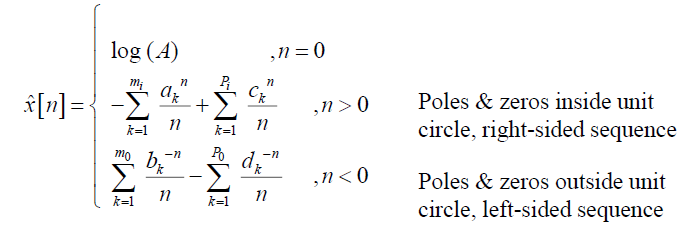 x̂[n] = { log(A) , n = 0
−∑_{k=1}^{m_i} a_k^n / n + ∑_{k=1}^{P_i} c_k^n / n , n > 0 Poles & zeros inside unit
circle, right-sided sequence
∑_{k=1}^{m_0} b_k^{−n} / n − ∑_{k=1}^{P_0} d_k^{−n} / n , n < 0 Poles & zeros outside unit
circle, left-sided sequence